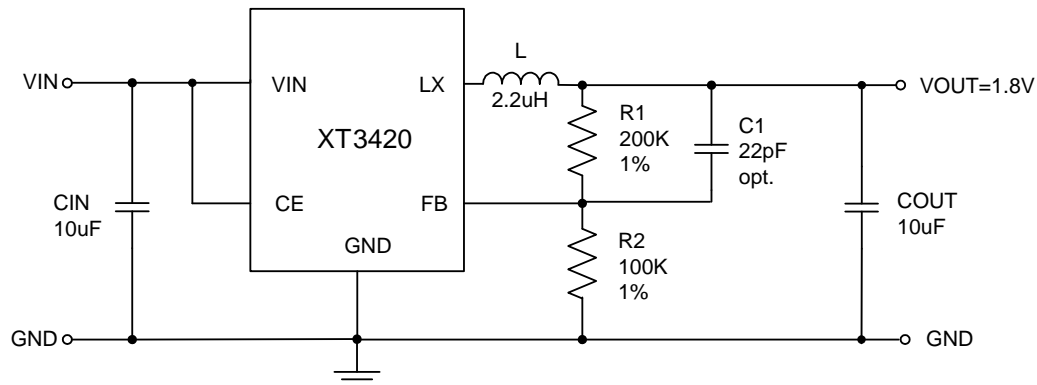 L
VIN
VIN
LX
2.2uH
VOUT=1.8V
R1
200K
1%
C1
22pF
opt.
XT3420
CIN
10uF
CE
FB
COUT
10uF
GND
R2
100K
1%
GND
GND